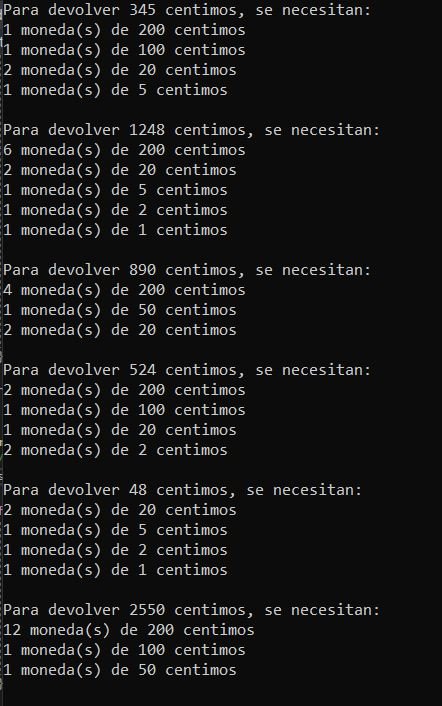 Para devolver 345 centimos, se necesitan:
1 moneda(s) de 200 centimos
1 moneda(s) de 100 centimos
2 moneda(s) de 20 centimos
1 moneda(s) de 5 centimos
Para devolver 1248 centimos, se necesitan:
6 moneda(s) de 200 centimos
2 moneda(s) de 20 centimos
1 moneda(s) de 5 centimos
1 moneda(s) de 2 centimos
1 moneda(s) de 1 centimos
Para devolver 890 centimos, se necesitan:
4 moneda(s) de 200 centimos
1 moneda(s) de 50 centimos
2 moneda(s) de 20 centimos
Para devolver 524 centimos, se necesitan:
2 moneda(s) de 200 centimos
1 moneda(s) de 100 centimos
1 moneda(s) de 20 centimos
2 moneda(s) de 2 centimos
Para devolver 48 centimos, se necesitan:
2 moneda(s) de 20 centimos
1 moneda(s) de 5 centimos
1 moneda(s) de 2 centimos
1 moneda(s) de 1 centimos
Para devolver 2550 centimos, se necesitan:
12 moneda(s) de 200 centimos
1 moneda(s) de 100 centimos
1 moneda(s) de 50 centimos